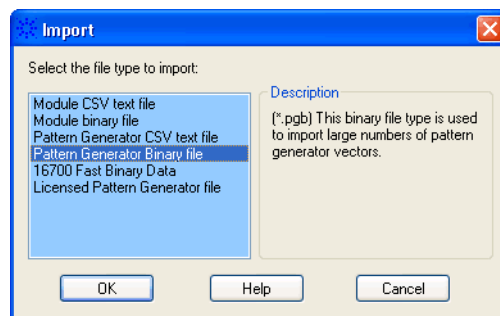 Import
Select the file type to import:
Module CSV text file
Module binary file
Pattern Generator CSV text file
Pattern Generator Binary file
16700 Fast Binary Data
Licensed Pattern Generator file
Description
(*.pgb) This binary file type is used
to import large numbers of pattern
generator vectors.
OK
Help
Cancel